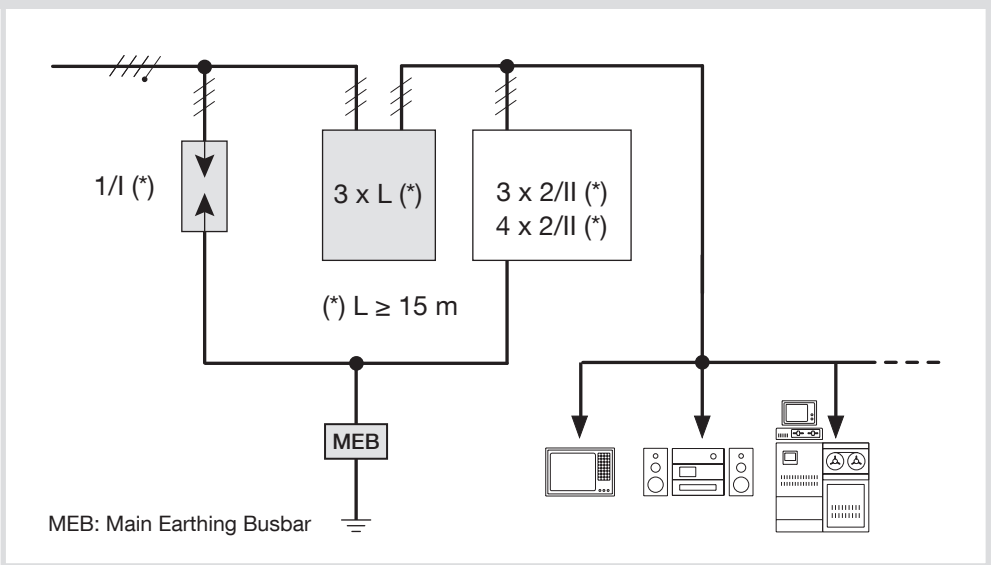 1/I (*)
3 x L (*)
3 x 2/II (*)
4 x 2/II (*)
(*) L ≥ 15 m
MEB
MEB: Main Earthing Busbar